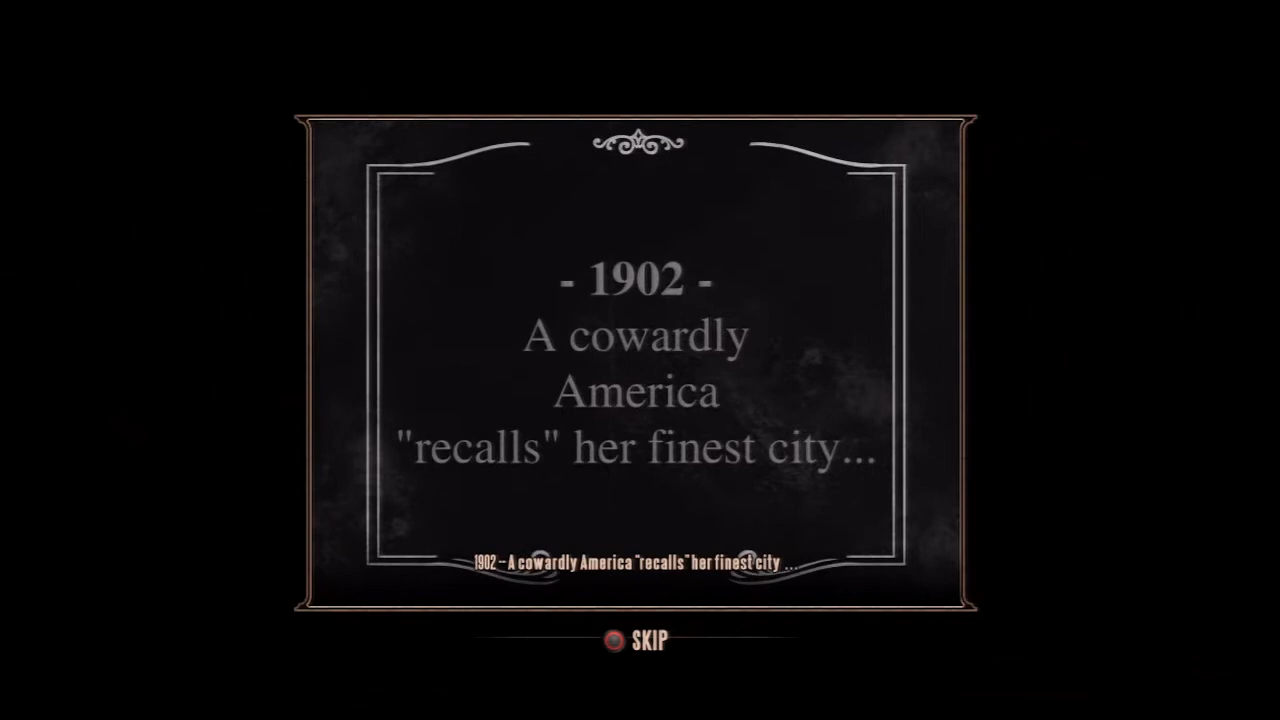 - 1902 -
A cowardly
America
"recalls" her finest city...
1902 - A cowardly America "recalls" her finest city ...
SKIP